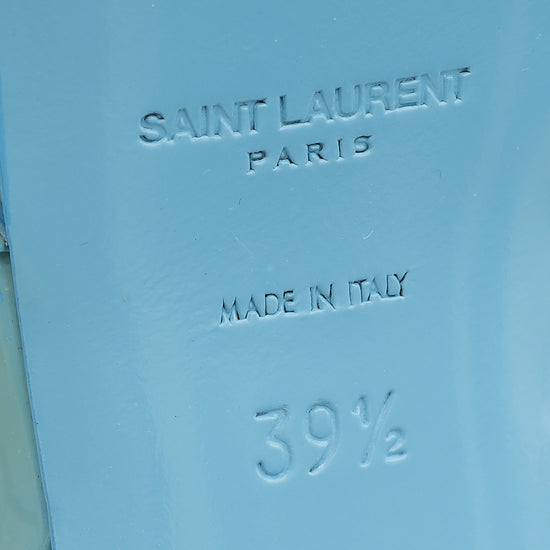 SAINT LAURENT
PARIS
MADE IN ITALY
39½